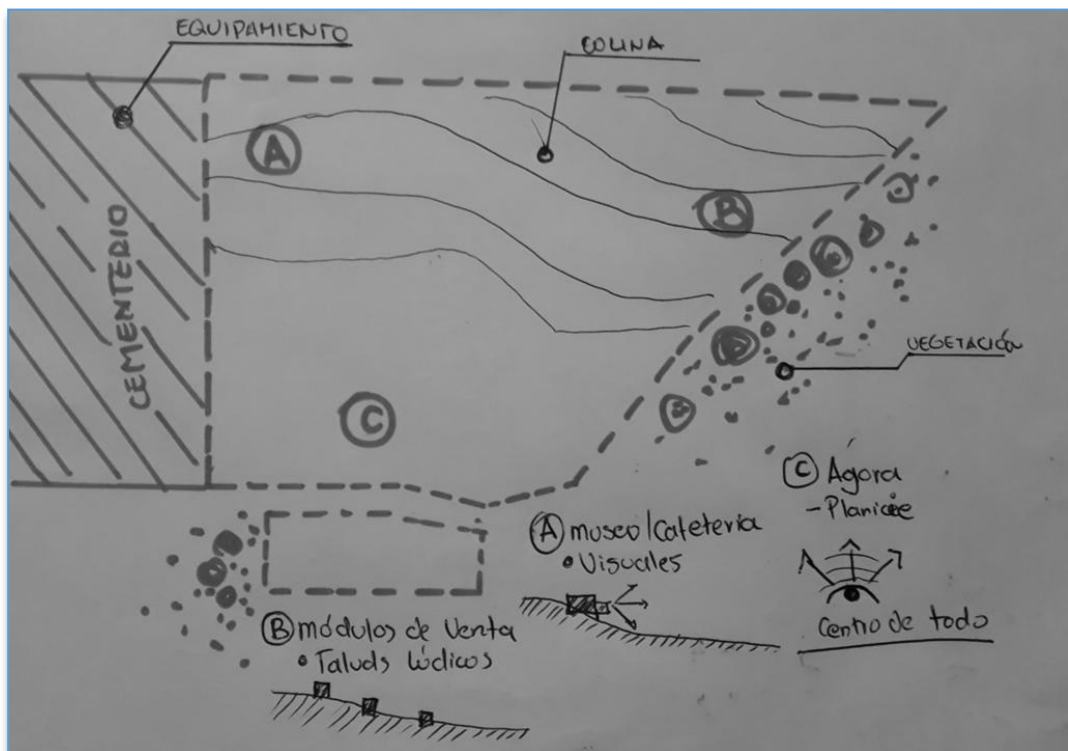 EQUIPAMIENTO
COLINA
A
B
CEMENTERIO
VEGETACIÓN
C
C Ágora
- Planicie
A museo/Cafetería
• Visuales
Centro de todo
B módulos de Venta
• Taluds lúdicos